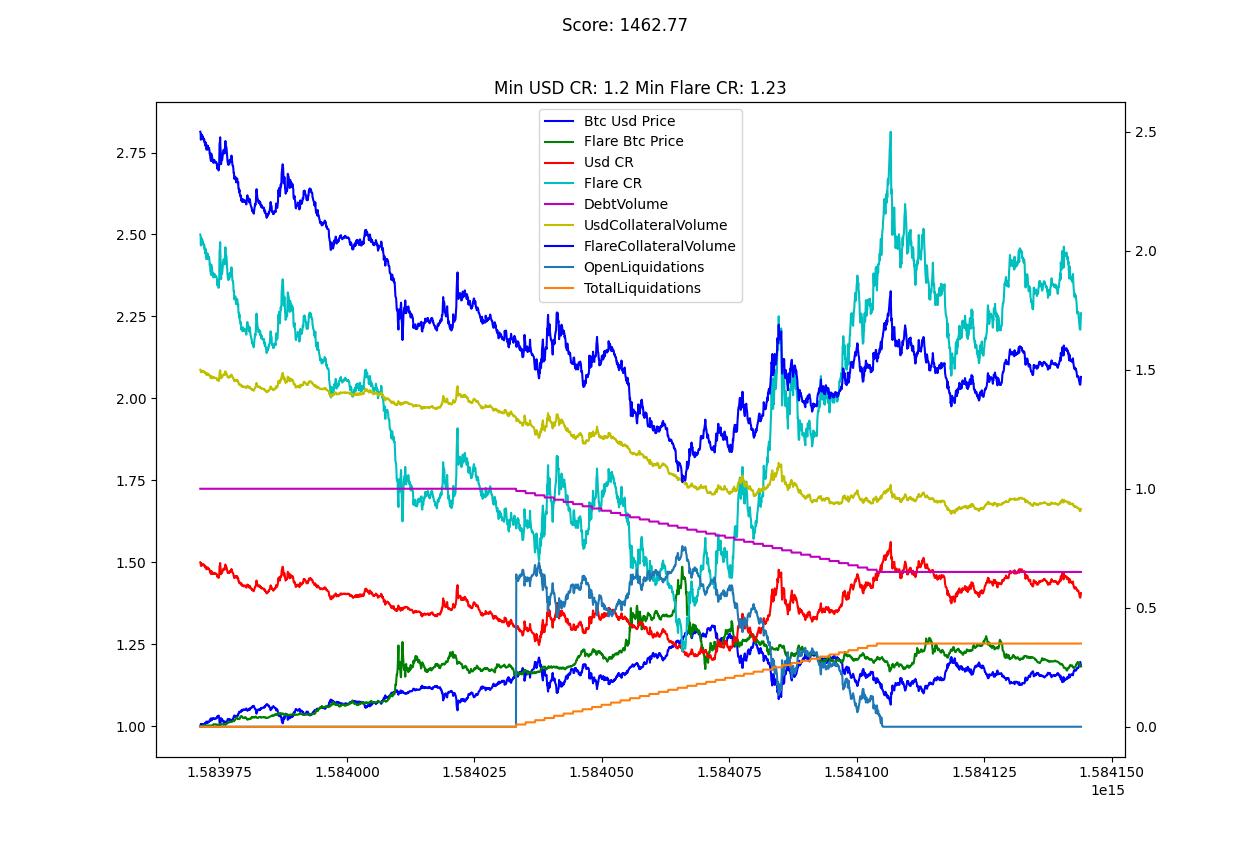 Score: 1462.77
Min USD CR: 1.2 Min Flare CR: 1.23
Btc Usd Price
Flare Btc Price
Usd CR
Flare CR
DebtVolume
UsdCollateralVolume
FlareCollateralVolume
OpenLiquidations
TotalLiquidations
2.75
2.50
2.25
2.00
1.75
1.50
1.25
1.00
2.5
2.0
1.5
1.0
0.5
0.0
1.583975 1.584000 1.584025 1.584050 1.584075 1.584100 1.584125 1.584150
1e15